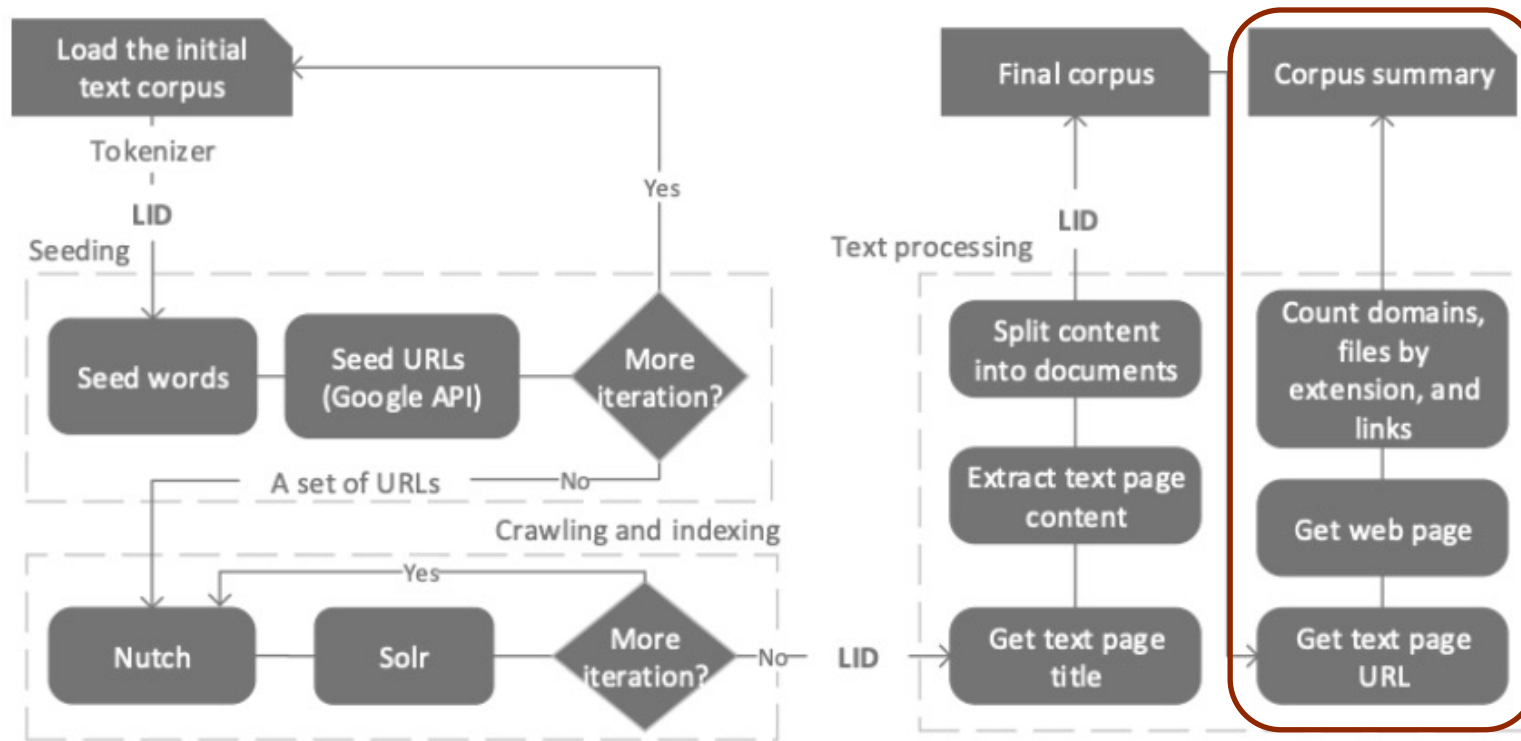 Load the initial
text corpus
Tokenizer
LID
Seeding
Seed words
Seed URLs
(Google API)
More
iteration?
Yes
No
A set of URLs
Crawling and indexing
Yes
Nutch
Solr
More
iteration?
No
LID
Final corpus
LID
Text processing
Split content
into documents
Extract text page
content
Get text page
title
Corpus summary
Count domains,
files by
extension, and
links
Get web page
Get text page
URL